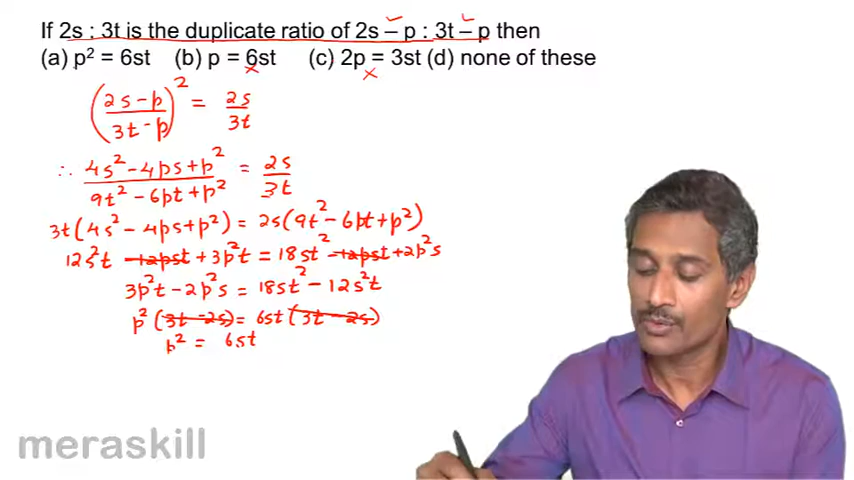 If 2s : 3t is the duplicate ratio of 2s – p : 3t – p then
(a) p² = 6st (b) p = 6st (c) 2p = 3st (d) none of these
((2s-p)/(3t-p))² = 2s/3t
∴ (4s² - 4ps + p²)/(9t² - 6pt + p²) = 2s/3t
3t(4s² - 4ps + p²) = 2s(9t² - 6pt + p²)
12s²t - 12pst + 3p²t = 18st² - 12pst + 2p²s
3p²t - 2p²s = 18st² - 12s²t
p²(3t - 2s) = 6st(3t - 2s)
p² = 6st
meraskill